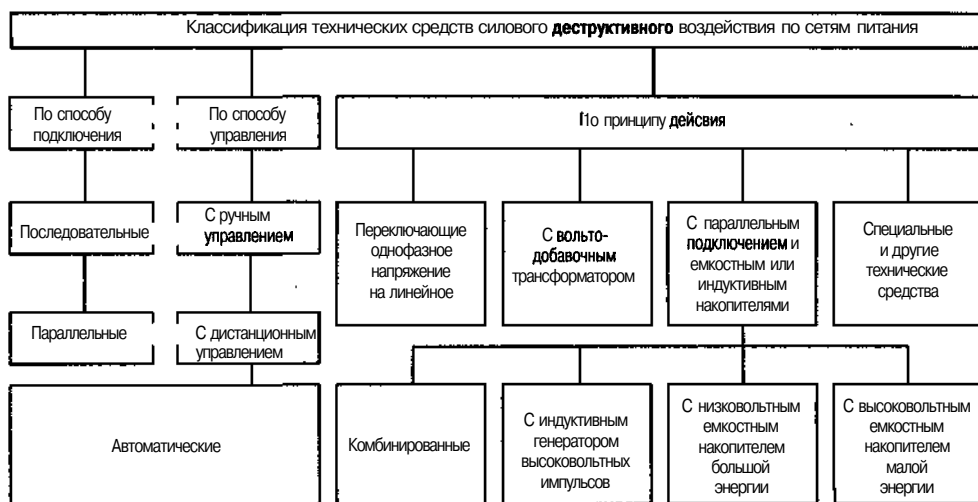 Классификация технических средств силового деструктивного воздействия по сетям питания
По способу
подключения
По способу
управления
По принципу дейсвия
Последовательные
С ручным
управлением
Переключающие
однофазное
напряжение
на линейное
С вольто-
добавочным
трансформатором
С параллельным
подключением и
емкостным или
индуктивным
накопителями
Специальные
и другие
технические
средства
Параллельные
С дистанционным
управлением
Автоматические
Комбинированные
С индуктивным
генератором
высоковольтных
импульсов
С низковольтным
емкостным
накопителем
большой
энергии
С высоковольтным
емкостным
накопителем
малой
энергии